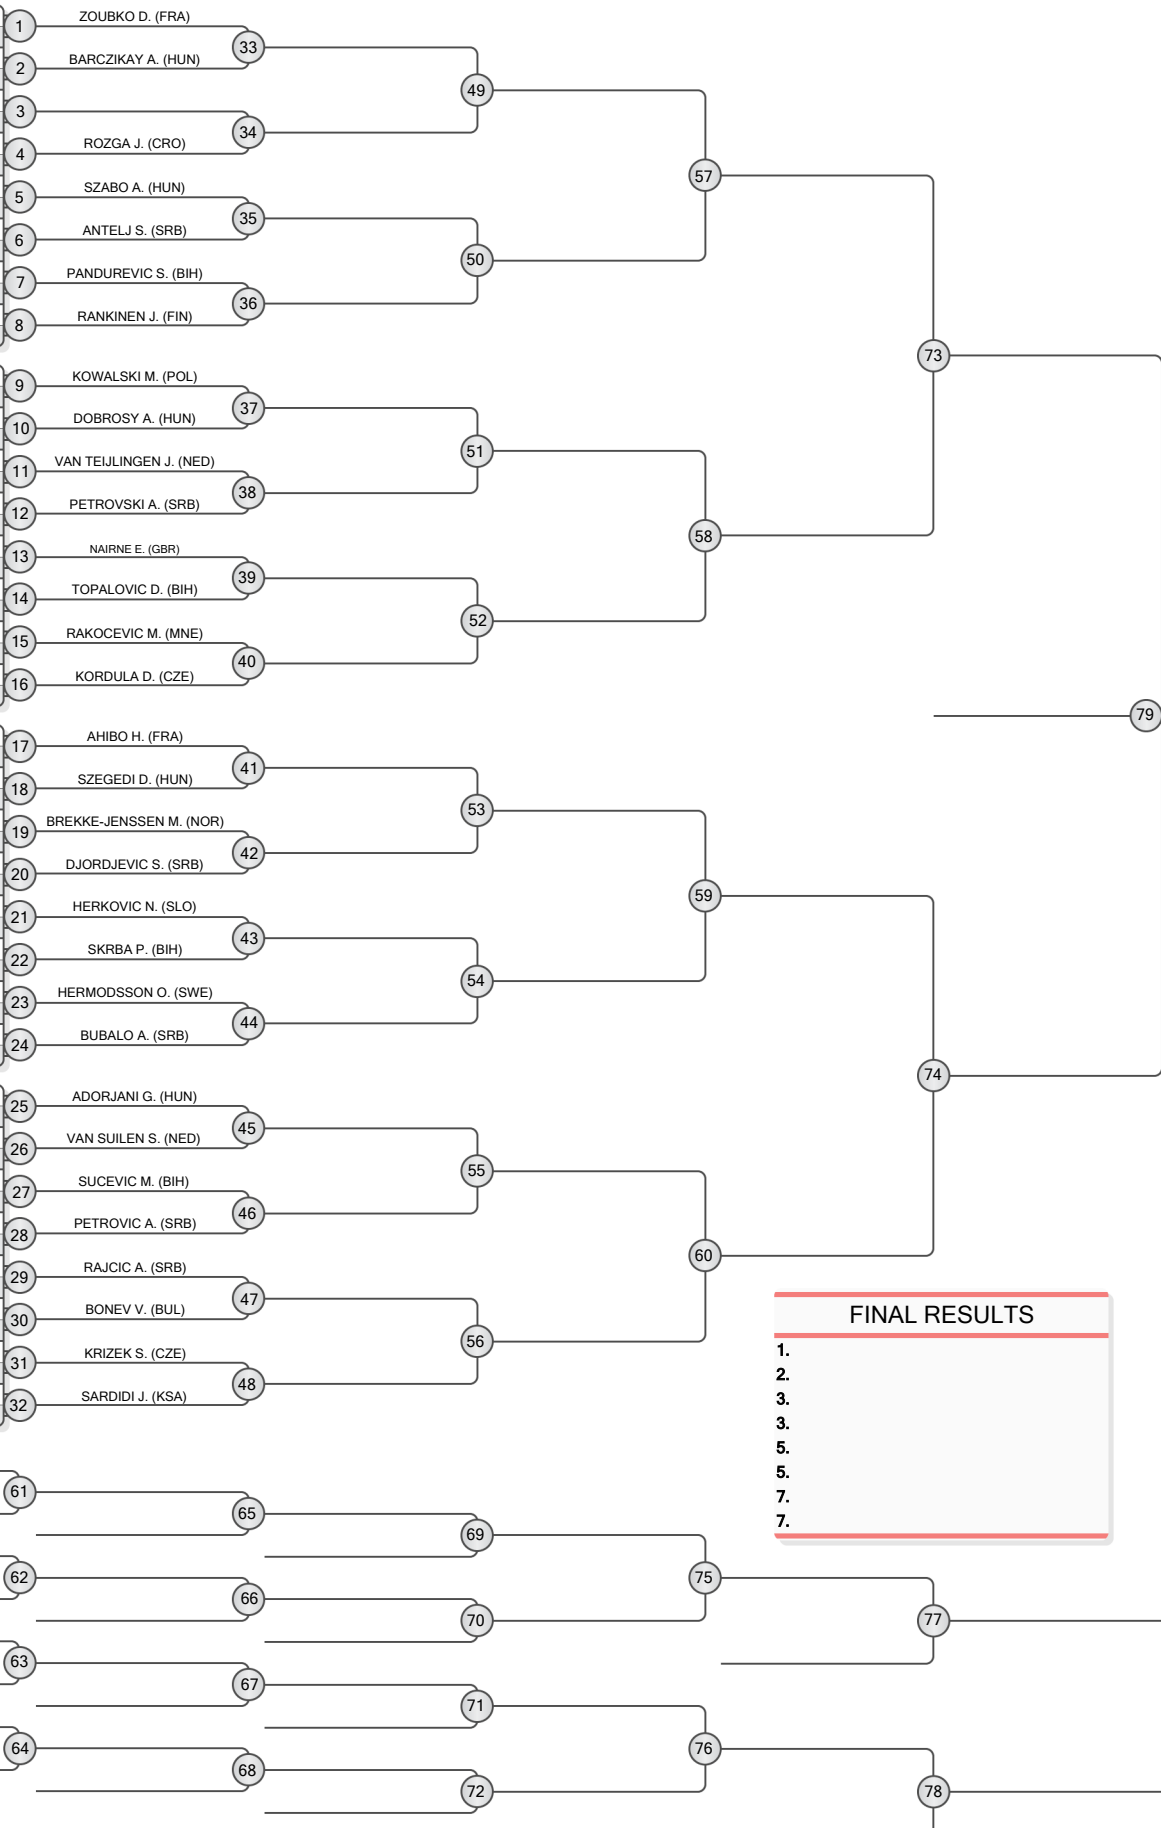 1
ZOUBKO D. (FRA)
33
2
BARCZIKAY A. (HUN)
49
3
34
4
ROZGA J. (CRO)
57
5
SZABO A. (HUN)
35
6
ANTELJ S. (SRB)
50
7
PANDUREVIC S. (BIH)
36
8
RANKINEN J. (FIN)
73
9
KOWALSKI M. (POL)
37
10
DOBROSY A. (HUN)
51
11
VAN TEIJLINGEN J. (NED)
38
12
PETROVSKI A. (SRB)
58
13
NAIRNE E. (GBR)
39
14
TOPALOVIC D. (BIH)
52
15
RAKOCEVIC M. (MNE)
40
16
KORDULA D. (CZE)
79
17
AHIBO H. (FRA)
41
18
SZEGEDI D. (HUN)
53
19
BREKKE-JENSSEN M. (NOR)
42
20
DJORDJEVIC S. (SRB)
59
21
HERKOVIC N. (SLO)
43
22
SKRBA P. (BIH)
54
23
HERMODSSON O. (SWE)
44
24
BUBALO A. (SRB)
74
25
ADORJANI G. (HUN)
45
26
VAN SUILEN S. (NED)
55
27
SUCEVIC M. (BIH)
46
28
PETROVIC A. (SRB)
60
29
RAJCIC A. (SRB)
47
30
BONEV V. (BUL)
56
31
KRIZEK S. (CZE)
48
32
SARDIDI J. (KSA)
FINAL RESULTS
1.
2.
3.
3.
5.
5.
7.
7.
61
65
69
62
66
70
75
77
63
67
71
64
68
72
76
78